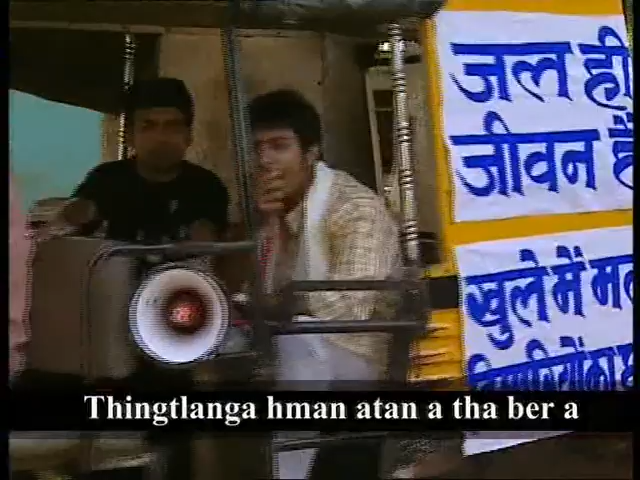 जल ही
जीवन है
खुले में म
Thingtlanga hman atan a tha ber a